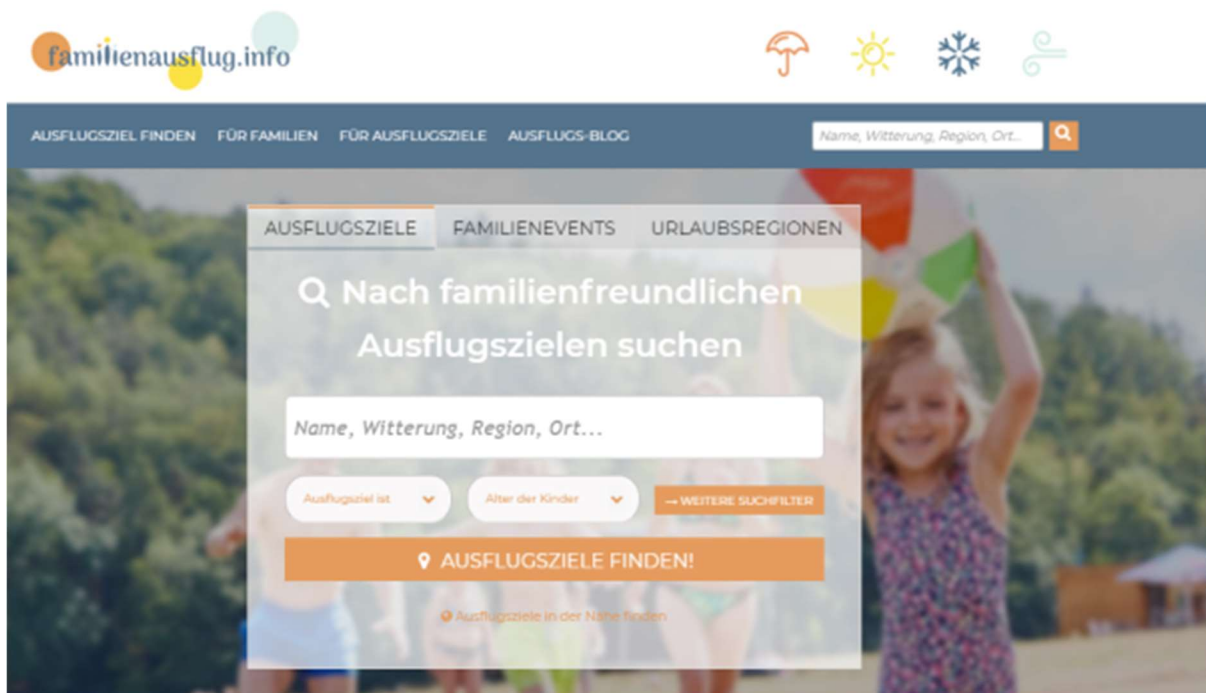 familienausflug.info
AUSFLUGSZIEL FINDEN FÜR FAMILIEN FÜR AUSFLUGSZIELE AUSFLUGS-BLOG
Name, Witterung, Region, Ort...
AUSFLUGSZIELE FAMILIENEVENTS URLAUBSREGIONEN
Nach familienfreundlichen
Ausflugszielen suchen
Name, Witterung, Region, Ort...
Ausflugsziel ist Alter der Kinder → WEITERE SUCHFILTER
AUSFLUGSZIELE FINDEN!
Ausflugsziele in der Nähe finden